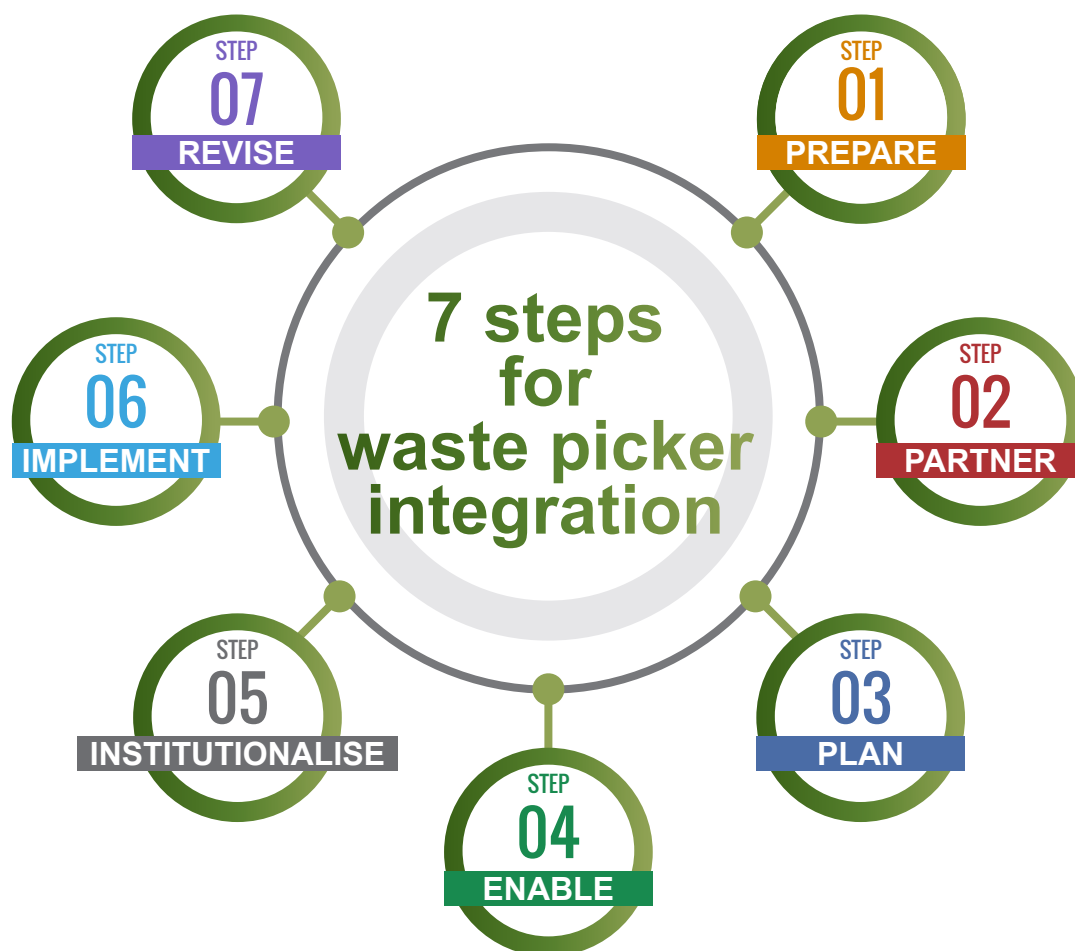 7 steps
for
waste picker
integration
STEP
01
PREPARE
STEP
02
PARTNER
STEP
03
PLAN
STEP
04
ENABLE
STEP
05
INSTITUTIONALISE
STEP
06
IMPLEMENT
STEP
07
REVISE